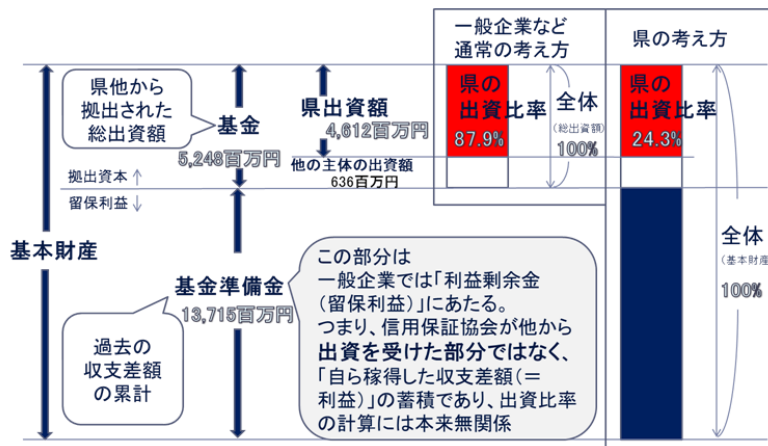 一般企業など
通常の考え方
県の考え方
県他から
拠出された
総出資額
基金
5,248百万円
県出資額
4,612百万円
他の主体の出資額
636百万円
県の
出資比率
87.9%
全体
(総出資額)
100%
県の
出資比率
24.3%
拠出資本 ↑
留保利益 ↓
基本財産
基金準備金
13,715百万円
過去の
収支差額
の累計
この部分は
一般企業では「利益剰余金
(留保利益)」にあたる。
つまり、信用保証協会が他から
出資を受けた部分ではなく、
「自ら稼得した収支差額(=
利益)」の蓄積であり、出資比率
の計算には本来無関係
全体
(基本財産
100%